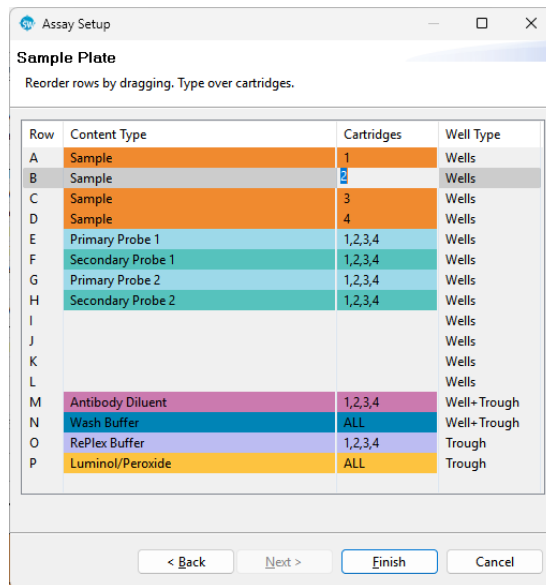 Assay Setup
Sample Plate
Reorder rows by dragging. Type over cartridges.
Row Content Type Cartridges Well Type
A Sample 1 Wells
B Sample 2 Wells
C Sample 3 Wells
D Sample 4 Wells
E Primary Probe 1 1,2,3,4 Wells
F Secondary Probe 1 1,2,3,4 Wells
G Primary Probe 2 1,2,3,4 Wells
H Secondary Probe 2 1,2,3,4 Wells
I Wells
J Wells
K Wells
L Wells
M Antibody Diluent 1,2,3,4 Well+Trough
N Wash Buffer ALL Well+Trough
O RePlex Buffer 1,2,3,4 Trough
P Luminol/Peroxide ALL Trough
< Back Next > Finish Cancel